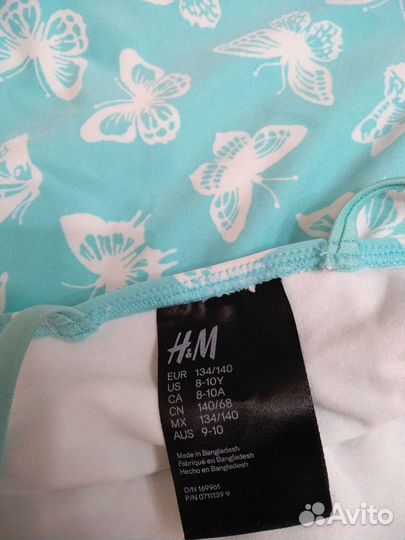 H&M
EUR 134/140
US 8-10Y
CA 8-10A
CN 140/68
MX 134/140
AUS 9-10
Made in Bangladesh
Fabriqué en Bangladesh
Hecho en Bangladesh
O/N 169961
P/N.0711139 9
Avito